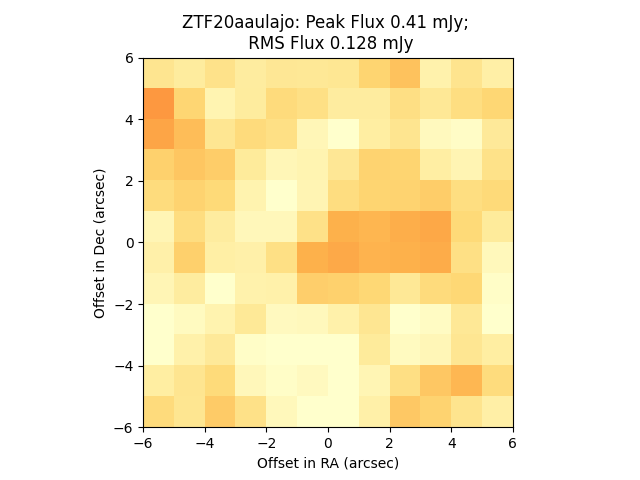 ZTF20aaulajo: Peak Flux 0.41 mJy;
RMS Flux 0.128 mJy
6
4
2
0
−2
−4
−6
Offset in Dec (arcsec)
−6 −4 −2 0 2 4 6
Offset in RA (arcsec)